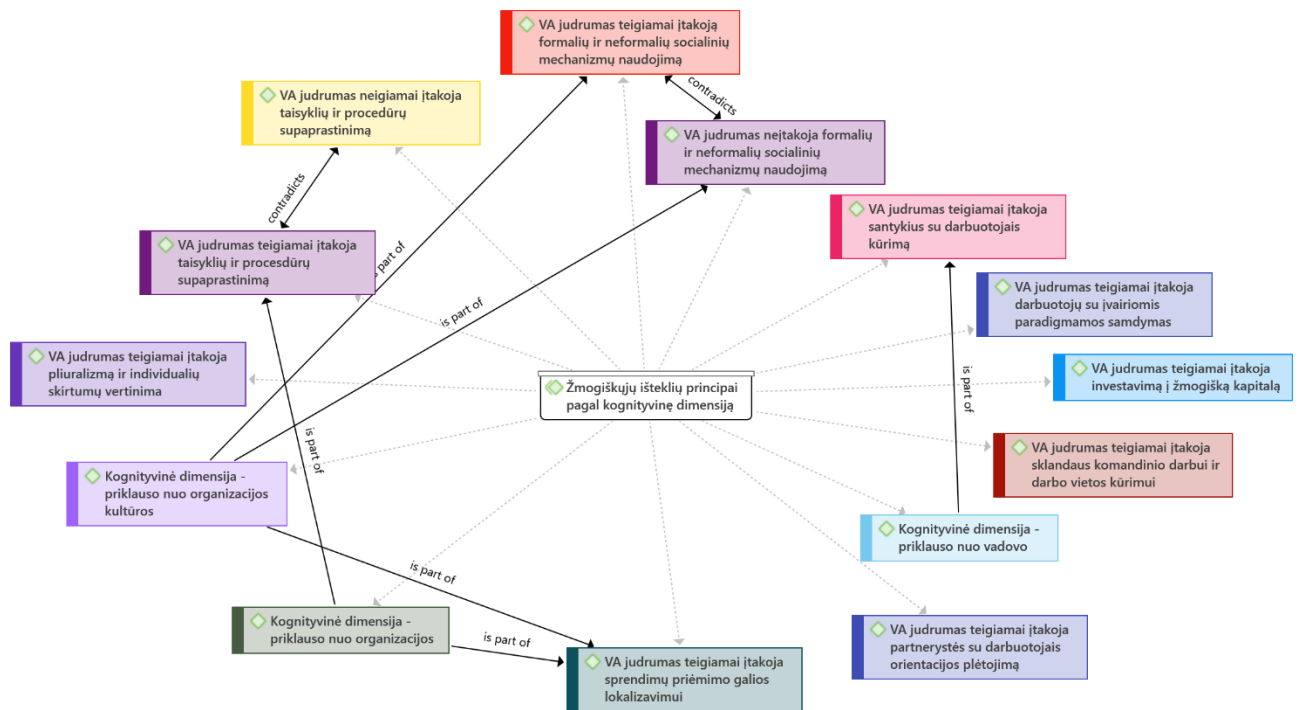 VA judrumas teigiamai įtakoją
formalių ir neformalių socialinių
mechanizmų naudojimą
contradicts
VA judrumas neigiamai įtakoja
taisyklių ir procedūrų
supaprastinimą
VA judrumas neįtakoja formalių
ir neformalių socialinių
mechanizmų naudojimą
contradicts
VA judrumas teigiamai įtakoja
santykius su darbuotojais
kūrimą
VA judrumas teigiamai įtakoja
taisyklių ir procesdūrų
supaprastinimą
is part of
VA judrumas teigiamai įtakoja
darbuotojų su įvairiomis
paradigmos samdymas
is part of
VA judrumas teigiamai įtakoja
pliuralizmą ir individualių
skirtumų vertinima
VA judrumas teigiamai įtakoja
investavimą į žmogišką kapitalą
is part of
Žmogiškųjų išteklių principai
pagal kognityvinę dimensiją
is part of
VA judrumas teigiamai įtakoja
sklandaus komandinio darbui ir
darbo vietos kūrimui
Kognityvinė dimensija -
priklauso nuo organizacijos
kultūros
Kognityvinė dimensija -
priklauso nuo vadovo
is part of
Kognityvinė dimensija -
priklauso nuo organizacijos
is part of
VA judrumas teigiamai įtakoja
partnerystės su darbuotojais
orientacijos plėtojimą
VA judrumas teigiamai įtakoja
sprendimų priėmimo galios
lokalizavimui